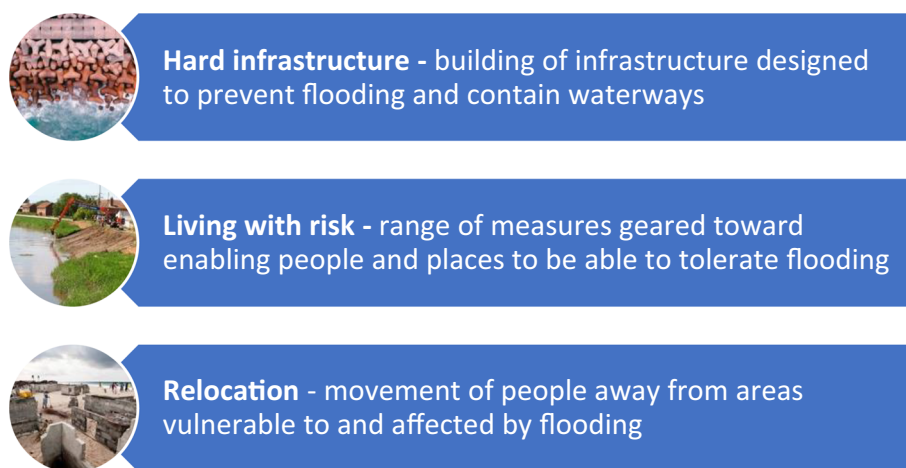 Hard infrastructure - building of infrastructure designed
to prevent flooding and contain waterways
Living with risk - range of measures geared toward
enabling people and places to be able to tolerate flooding
Relocation - movement of people away from areas
vulnerable to and affected by flooding